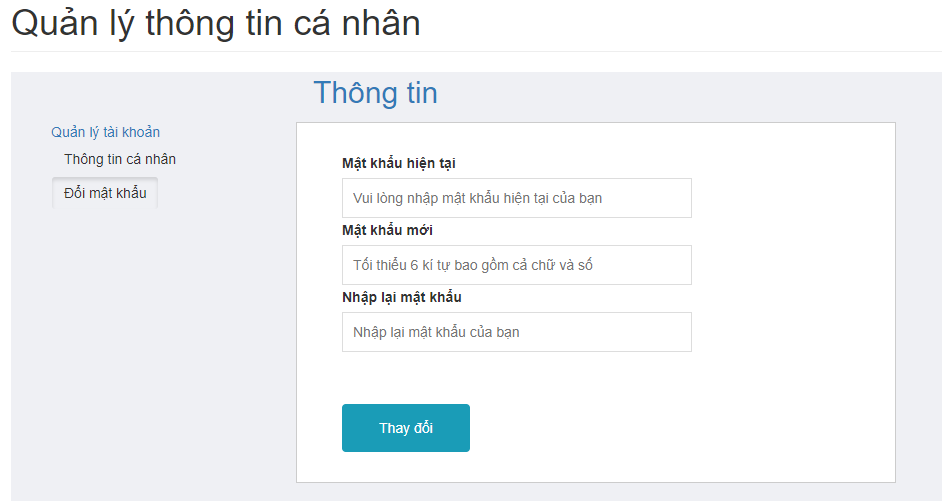 Quản lý thông tin cá nhân
Thông tin
Quản lý tài khoản
Thông tin cá nhân
Đổi mật khẩu
Mật khẩu hiện tại
Vui lòng nhập mật khẩu hiện tại của bạn
Mật khẩu mới
Tối thiểu 6 kí tự bao gồm cả chữ và số
Nhập lại mật khẩu
Nhập lại mật khẩu của bạn
Thay đổi